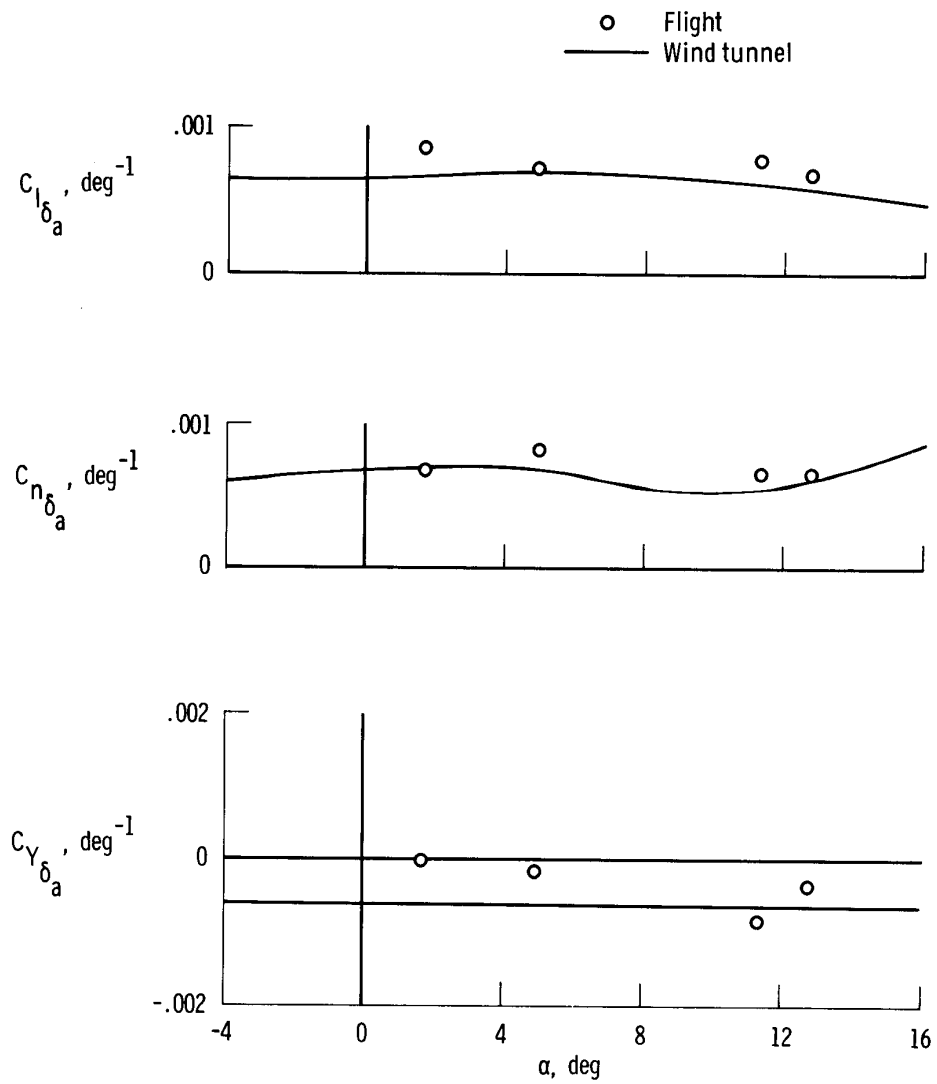 Flight
Wind tunnel
.001
C_{l_{δ_a}}, deg^{-1}
0
.001
C_{n_{δ_a}}, deg^{-1}
0
.002
C_{Y_{δ_a}}, deg^{-1}
0
-.002
-4 0 4 8 12 16
α, deg